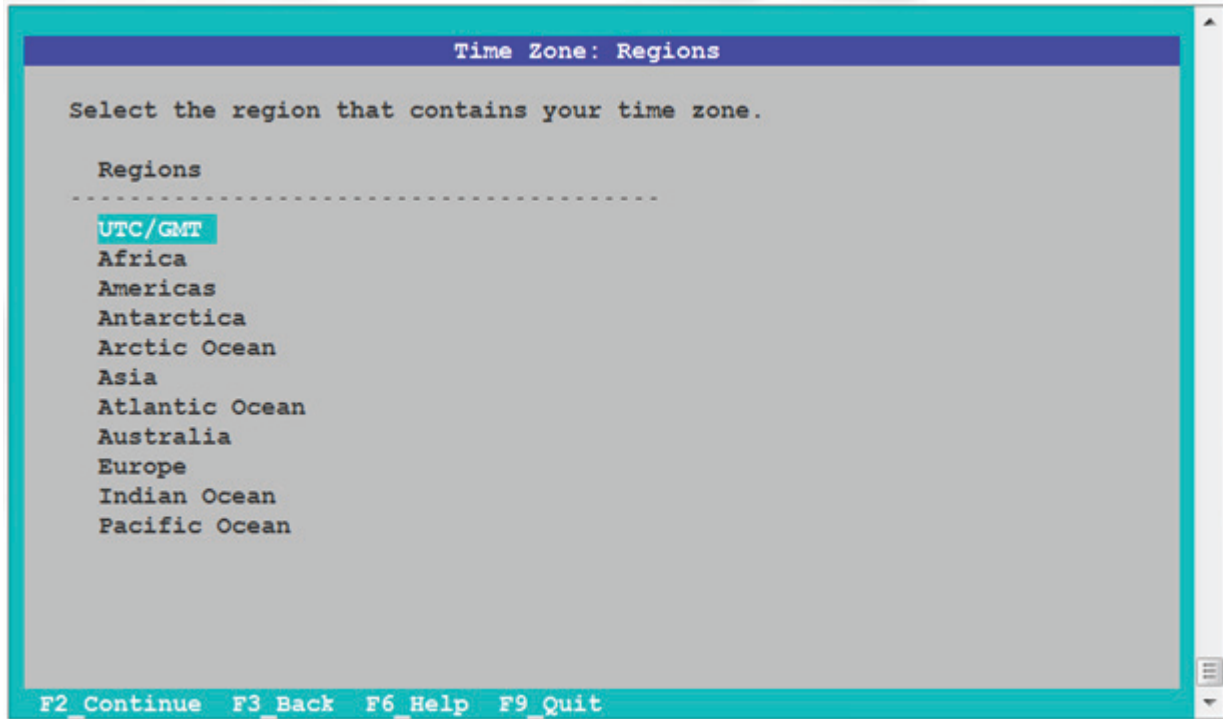 Time Zone: Regions
Select the region that contains your time zone.
Regions
----------------------------------------
UTC/GMT
Africa
Americas
Antarctica
Arctic Ocean
Asia
Atlantic Ocean
Australia
Europe
Indian Ocean
Pacific Ocean
F2_Continue F3_Back F6_Help F9_Quit